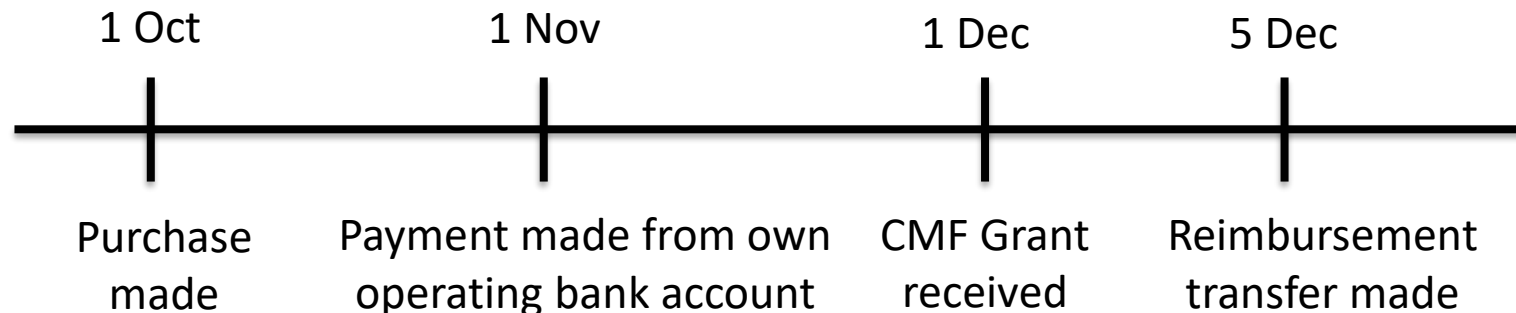 1 Oct
1 Nov
1 Dec
5 Dec
Purchase
made
Payment made from own
operating bank account
CMF Grant
received
Reimbursement
transfer made